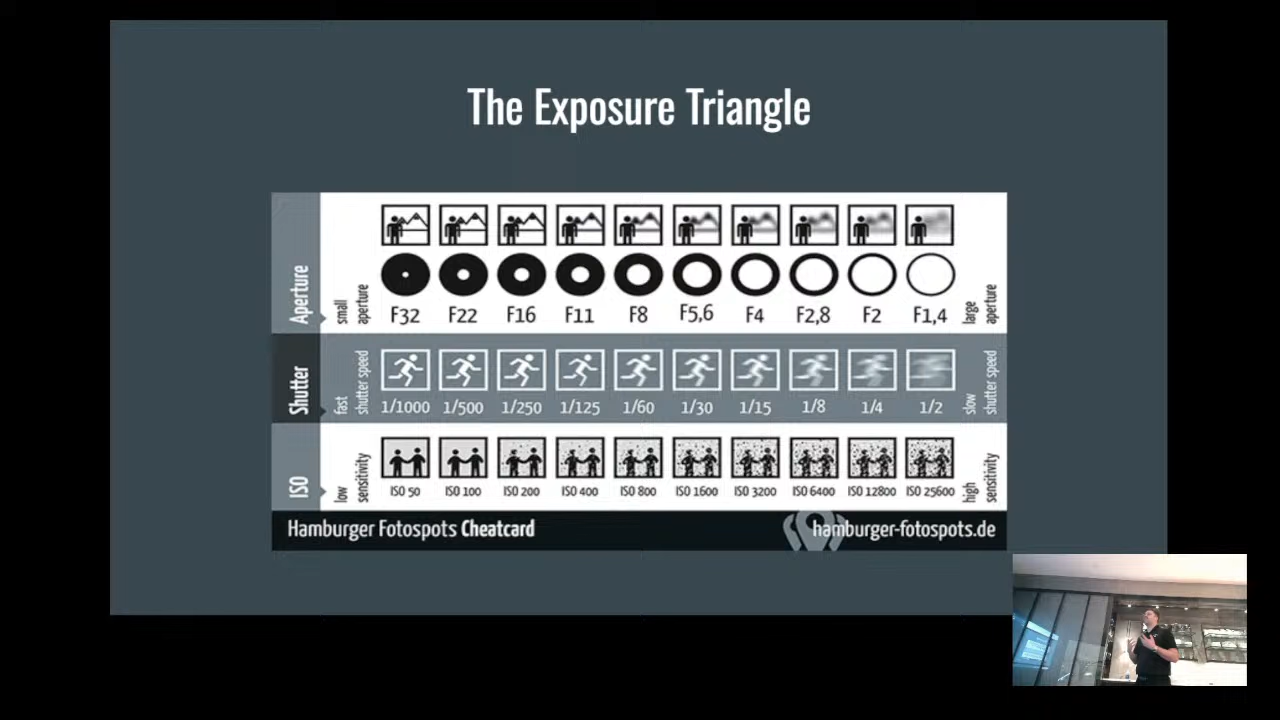 The Exposure Triangle
Aperture
small aperture
F32 F22 F16 F11 F8 F5,6 F4 F2,8 F2 F1,4
large aperture
Shutter
fast shutter speed
1/1000 1/500 1/250 1/125 1/60 1/30 1/15 1/8 1/4 1/2
slow shutter speed
ISO
low sensitivity
ISO 50 ISO 100 ISO 200 ISO 400 ISO 800 ISO 1600 ISO 3200 ISO 6400 ISO 12800 ISO 25600
high sensitivity
Hamburger Fotospots Cheatcard
hamburger-fotospots.de